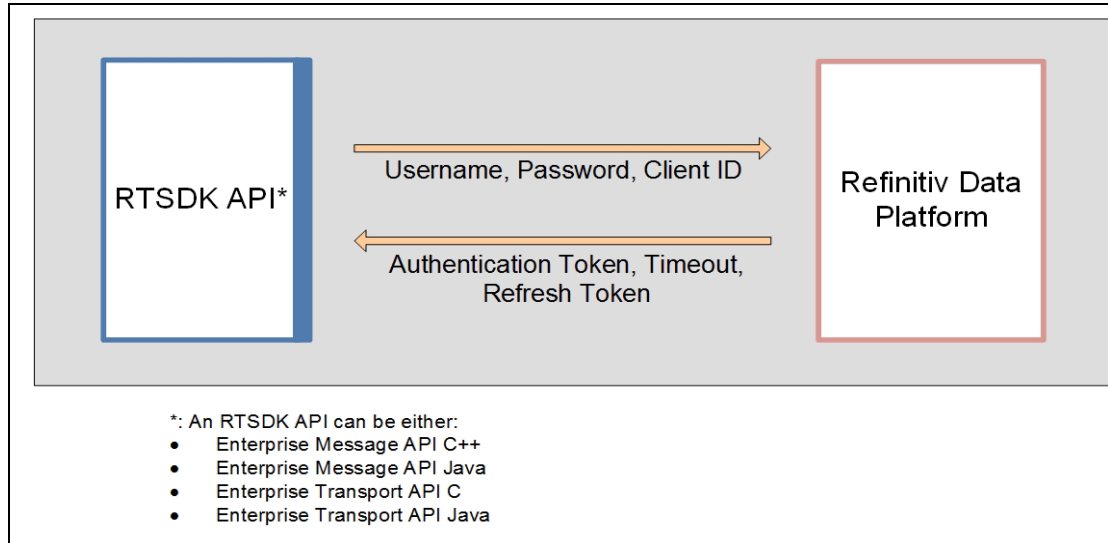 RTSDK API*
Username, Password, Client ID
Authentication Token, Timeout,
Refresh Token
Refinitiv Data
Platform
*: An RTSDK API can be either:
• Enterprise Message API C++
• Enterprise Message API Java
• Enterprise Transport API C
• Enterprise Transport API Java